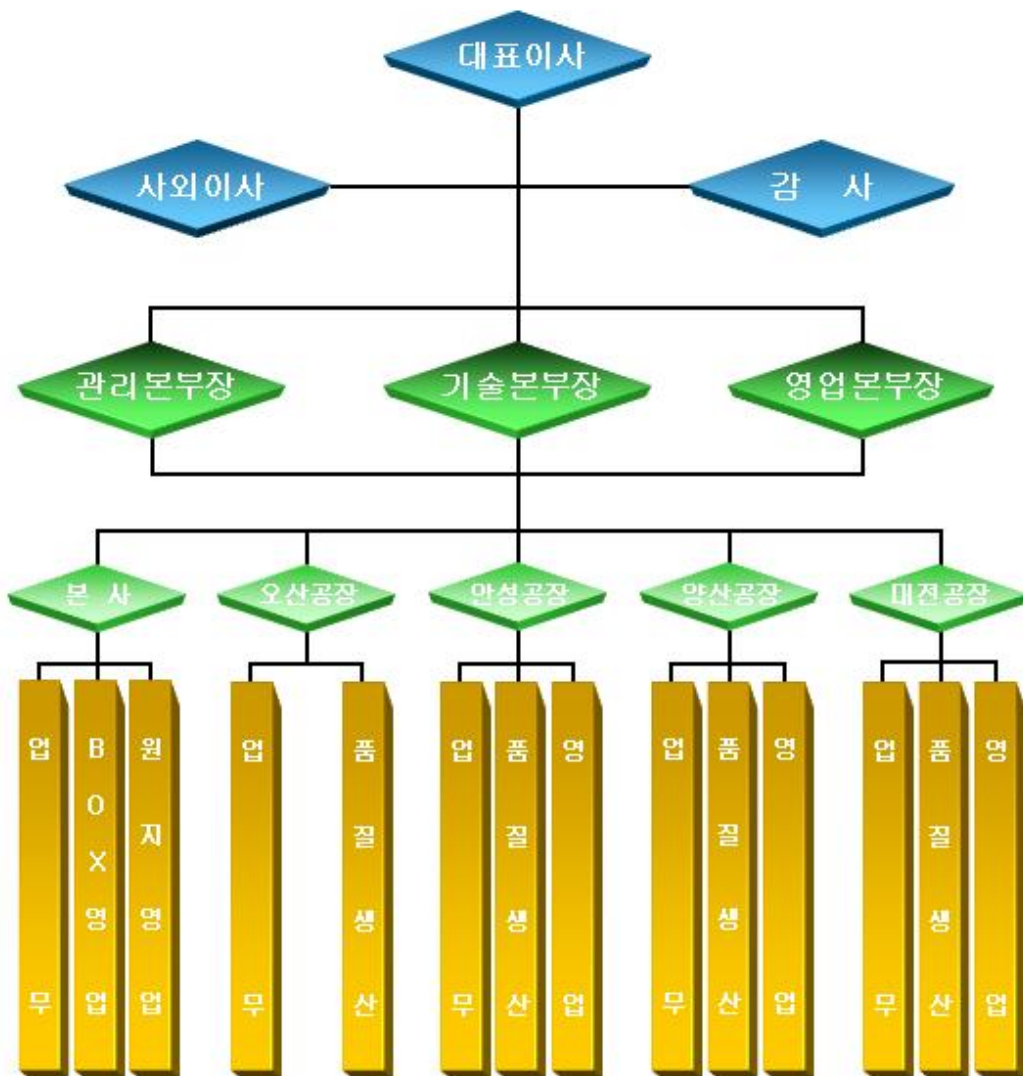 대표이사
사외이사
감 사
관리본부장
기술본부장
영업본부장
본 사
오산공장
안성공장
양산공장
대전공장
업무
BOX영업
원지영업
업무
품질생산
업무
품질생산
영업
업무
품질생산
영업
업무
품질생산
영업